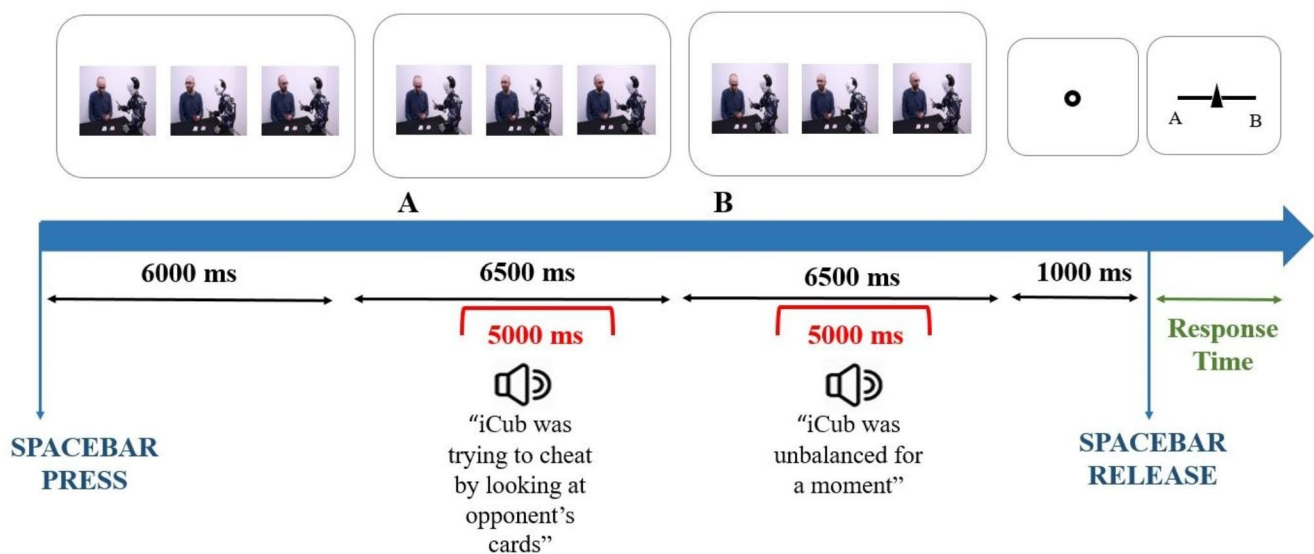 A B
A
B
6000 ms
6500 ms
6500 ms
1000 ms
5000 ms
5000 ms
Response
Time
“iCub was
trying to cheat
by looking at
opponent’s
cards”
“iCub was
unbalanced for
a moment”
SPACEBAR
PRESS
SPACEBAR
RELEASE